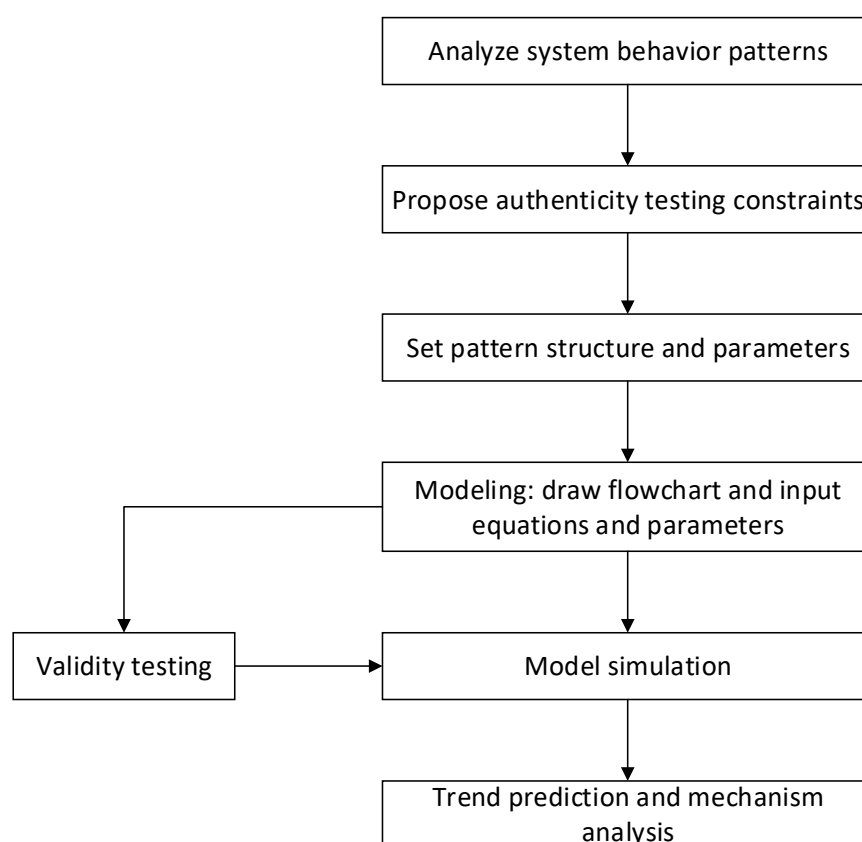 Analyze system behavior patterns
Propose authenticity testing constraints
Set pattern structure and parameters
Modeling: draw flowchart and input
equations and parameters
Validity testing
Model simulation
Trend prediction and mechanism
analysis